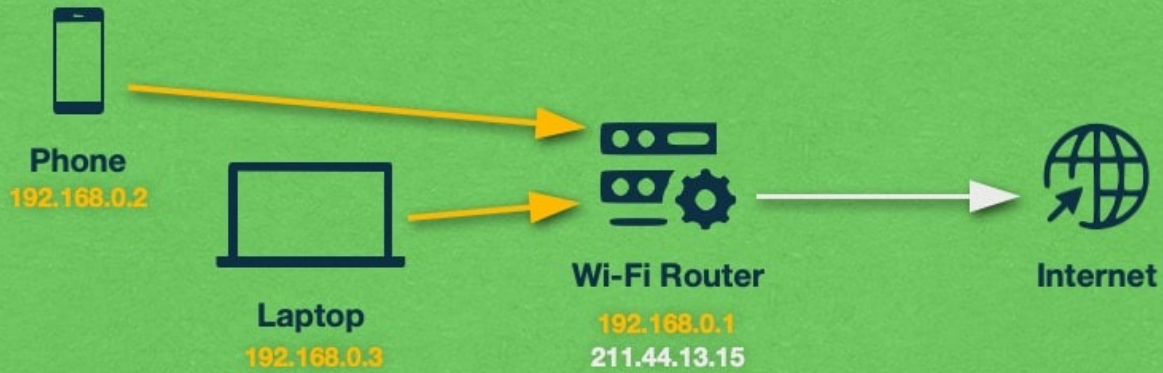 Phone
192.168.0.2
Laptop
192.168.0.3
Wi-Fi Router
192.168.0.1
211.44.13.15
Internet